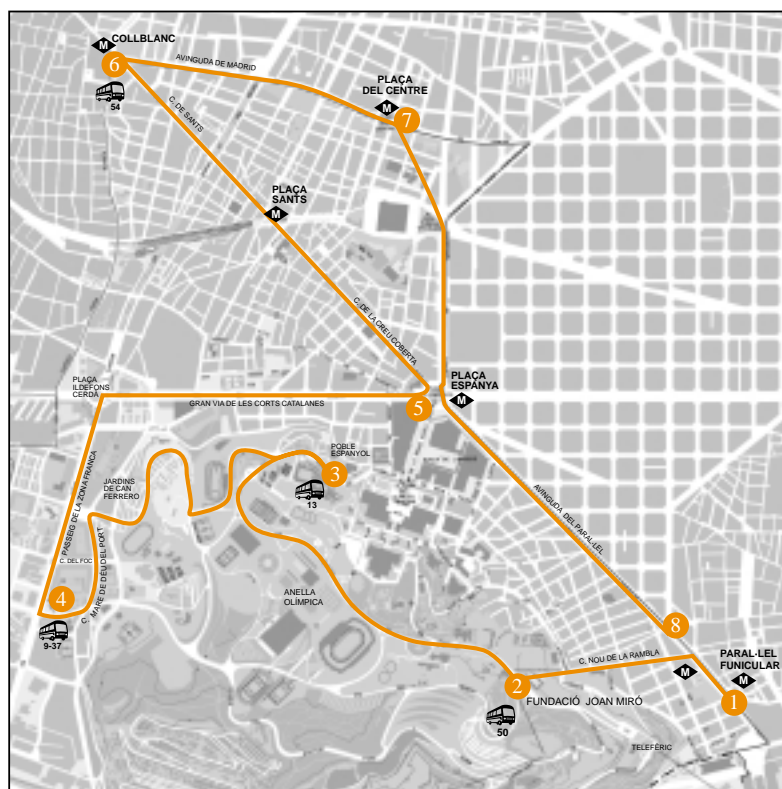 M
COLLBLANC
6
54
AVINGUDA DE MADRID
PLAÇA
DEL CENTRE
M
7
C. DE SANTS
PLAÇA
SANTS
M
C. DE LA CREU COBERTA
PLAÇA
ILDEFONS
CERDÀ
GRAN VIA DE LES CORTS CATALANES
5
PLAÇA
ESPANYA
M
POBLE
ESPANYOL
3
13
JARDINS
DE CAN
FERRERO
PASSEIG DE LA ZONA FRANCA
C. DEL FOC
C. MARE DE DÉU DEL PORT
4
9-37
ANELLA
OLÍMPICA
AVINGUDA DEL PARAL·LEL
8
C. NOU DE LA RAMBLA
M
PARAL·LEL
FUNICULAR
M
1
2
FUNDACIÓ JOAN MIRÓ
50
TELEFÈRIC